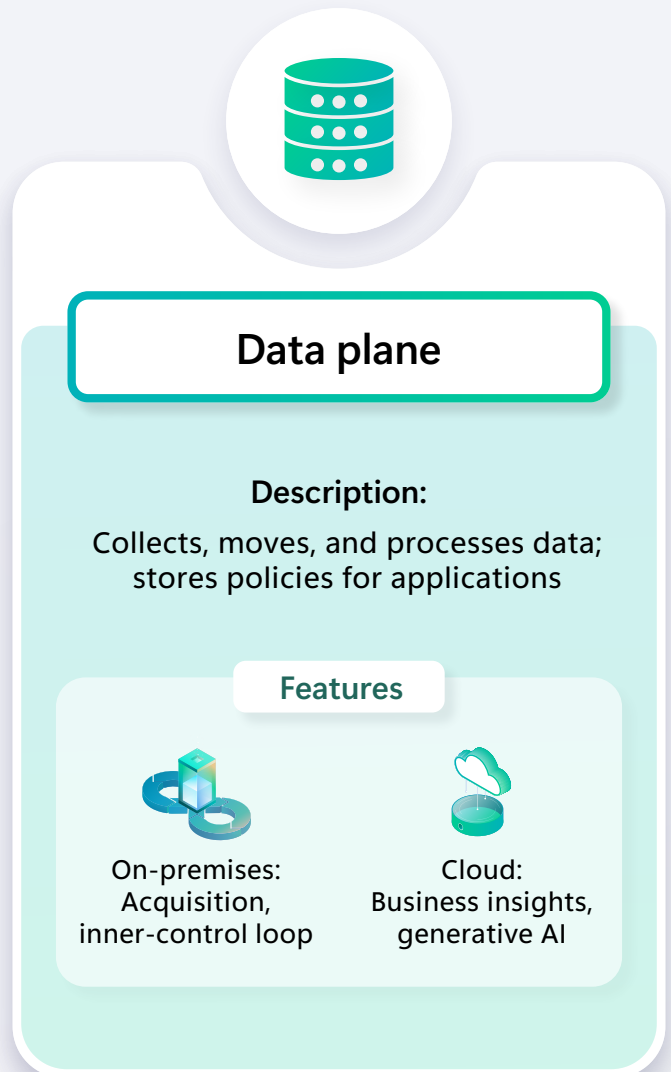 Data plane
Description:
Collects, moves, and processes data;
stores policies for applications
Features
On-premises:
Acquisition,
inner-control loop
Cloud:
Business insights,
generative AI